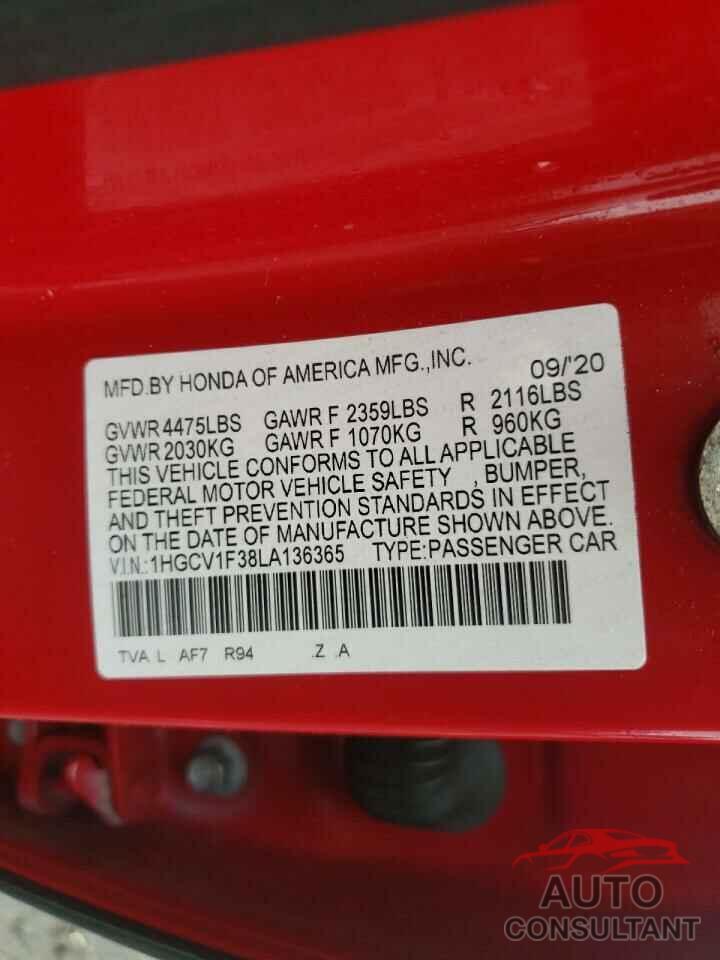 MFD.BY HONDA OF AMERICA MFG.,INC. 09/'20
GVWR 4475LBS GAWR F 2359LBS R 2116LBS
GVWR 2030KG GAWR F 1070KG R 960KG
THIS VEHICLE CONFORMS TO ALL APPLICABLE
FEDERAL MOTOR VEHICLE SAFETY , BUMPER,
AND THEFT PREVENTION STANDARDS IN EFFECT
ON THE DATE OF MANUFACTURE SHOWN ABOVE.
V.I.N.:1HGCV1F38LA136365 TYPE:PASSENGER CAR
TVA L AF7 R94 .Z .A
AUTO
CONSULTANT